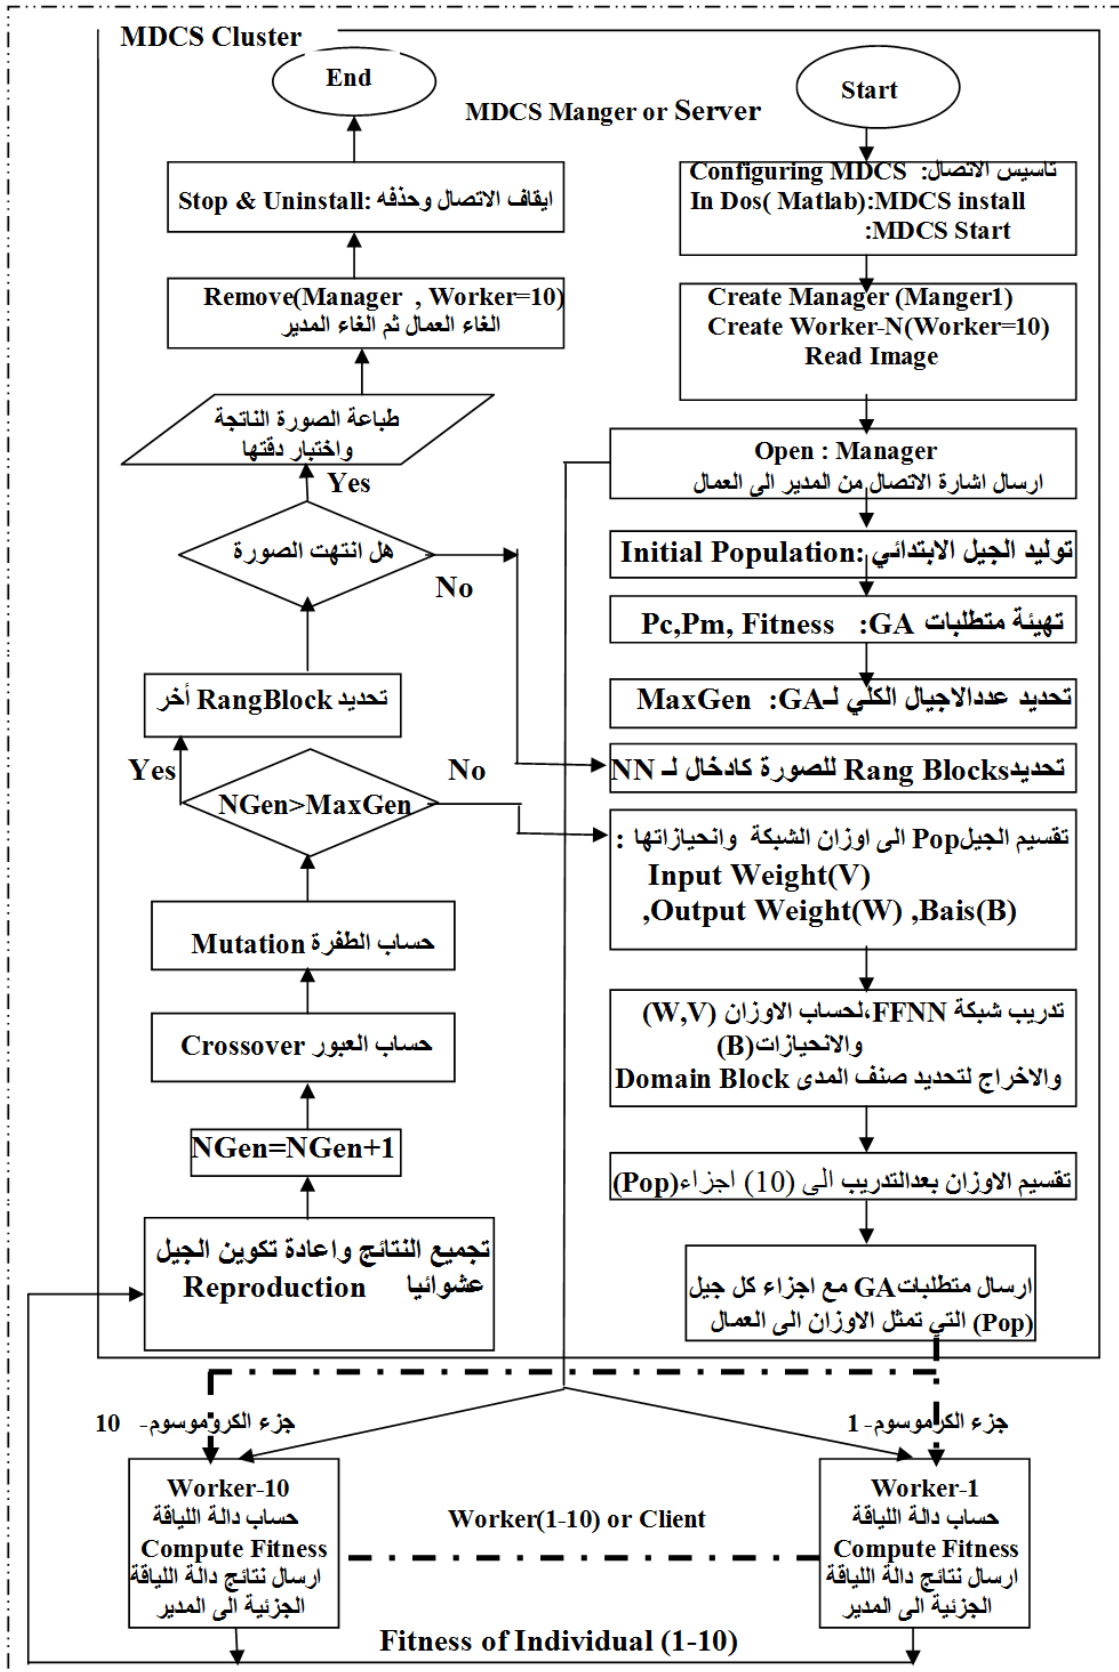 MDCS Cluster
End
Start
MDCS Manger or Server
Configuring MDCS :تاسيس الاتصال
In Dos( Matlab):MDCS install
:MDCS Start
Create Manager (Manger1)
Create Worker-N(Worker=10)
Read Image
Open : Manager
ارسال اشارة الاتصال من المدير الى العمال
Initial Population: توليد الجيل الابتدائي
تهيئة متطلبات GA: Pc,Pm, Fitness
تحديد عددالاجيال الكلي لـGA: MaxGen
تحديدRang Blocks للصورة كادخال لـ NN
تقسيم الجيلPop الى اوزان الشبكة وانحيازاتها :
Input Weight(V)
,Output Weight(W) ,Bais(B)
تدريب شبكة FFNN،لحساب الاوزان (W,V)
والانحيازات(B)
والاخراج لتحديد صنف المدى Domain Block
تقسيم الاوزان بعدالتدريب الى (10) اجزاء(Pop)
ارسال متطلباتGA مع اجزاء كل جيل
(Pop) التي تمثل الاوزان الى العمال
Stop & Uninstall: ايقاف الاتصال وحذفه
Remove(Manager , Worker=10)
الغاء العمال ثم الغاء المدير
طباعة الصورة الناتجة
واختبار دقتها
Yes
هل انتهت الصورة
No
تحديد RangBlock أخر
Yes
No
NGen>MaxGen
حساب الطفرة Mutation
حساب العبور Crossover
NGen=NGen+1
تجميع النتائج واعادة تكوين الجيل
عشوائيا Reproduction
جزء الكروموسوم- 10
جزء الكرموسوم- 1
Worker-10
حساب دالة اللياقة
Compute Fitness
ارسال نتائج دالة اللياقة
الجزئية الى المدير
Worker(1-10) or Client
Worker-1
حساب دالة اللياقة
Compute Fitness
ارسال نتائج دالة اللياقة
الجزئية الى المدير
Fitness of Individual (1-10)